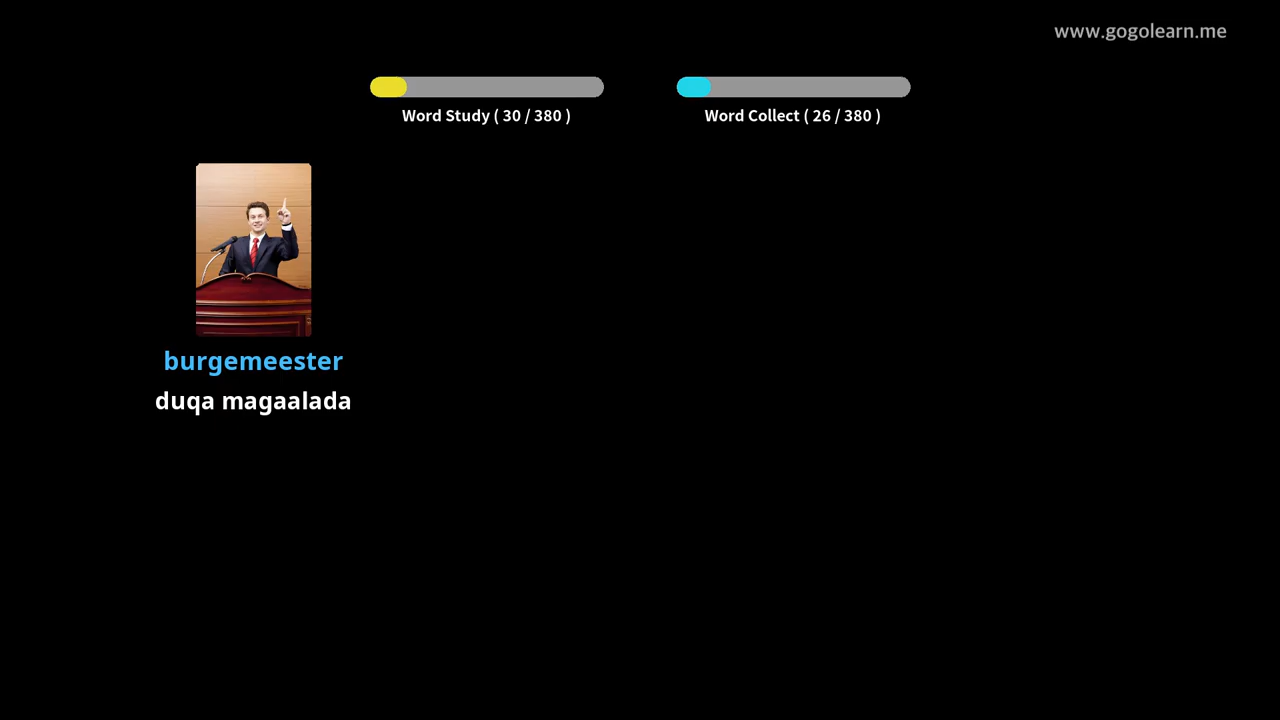 www.gogolearn.me
Word Study ( 30 / 380 )
Word Collect ( 26 / 380 )
burgemeester
duqa magaalada